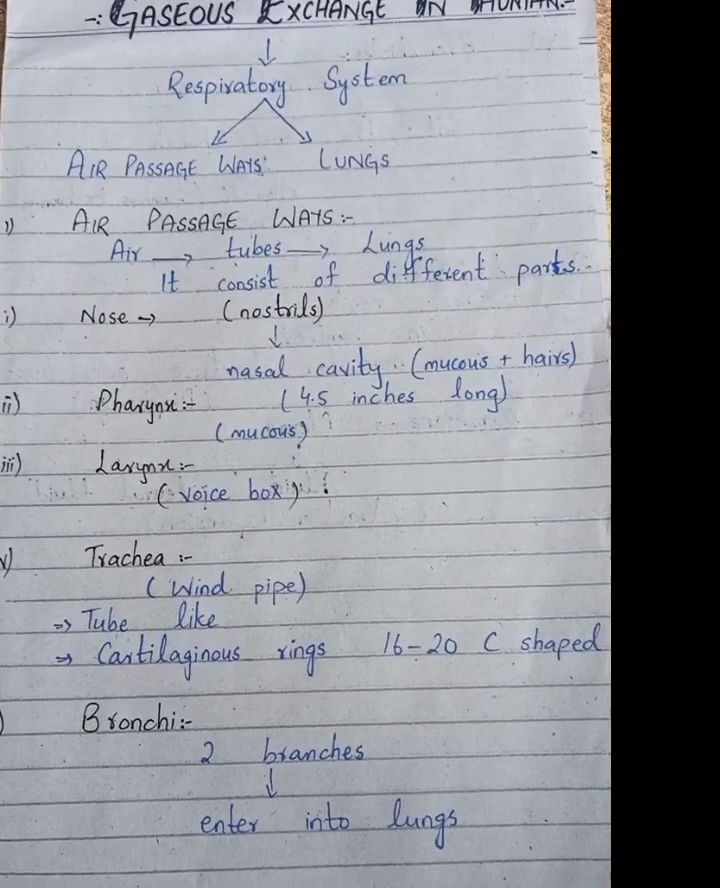 -: GASEOUS EXCHANGE IN HUMAN:-
↓
Respiratory System
AIR PASSAGE WAYS LUNGS
1) AIR PASSAGE WAYS:-
Air → tubes → Lungs
It consist of different parts.-
i) Nose → (nostrils)
↓
nasal cavity (mucous + hairs)
ii) Pharynx:- (4.5 inches long)
(mucous)
iii) Larynx:-
(voice box)
v) Trachea :-
(Wind pipe)
⇒ Tube like
⇒ Cartilaginous rings 16-20 C shaped
) Bronchi:-
2 branches
↓
enter into lungs